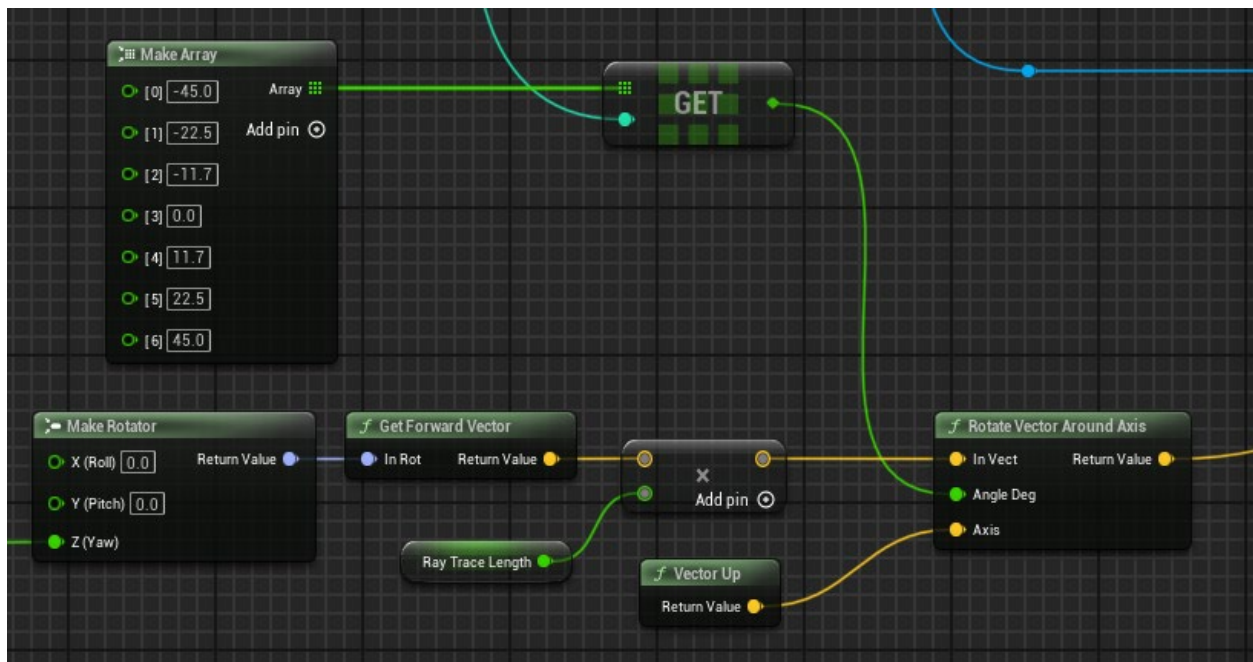 Make Array
[0] -45.0 Array
[1] -22.5 Add pin
[2] -11.7
[3] 0.0
[4] 11.7
[5] 22.5
[6] 45.0
GET
Make Rotator
X (Roll) 0.0 Return Value
Y (Pitch) 0.0
Z (Yaw)
f Get Forward Vector
In Rot Return Value
×
Add pin
Ray Trace Length
f Vector Up
Return Value
f Rotate Vector Around Axis
In Vect Return Value
Angle Deg
Axis